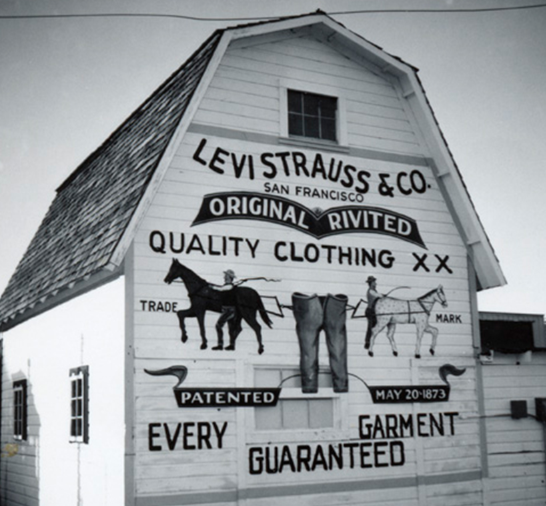 LEVI STRAUSS & CO.
SAN FRANCISCO
ORIGINAL RIVITED
QUALITY CLOTHING XX
TRADE MARK
PATENTED MAY 20-1873
EVERY GARMENT
GUARANTEED